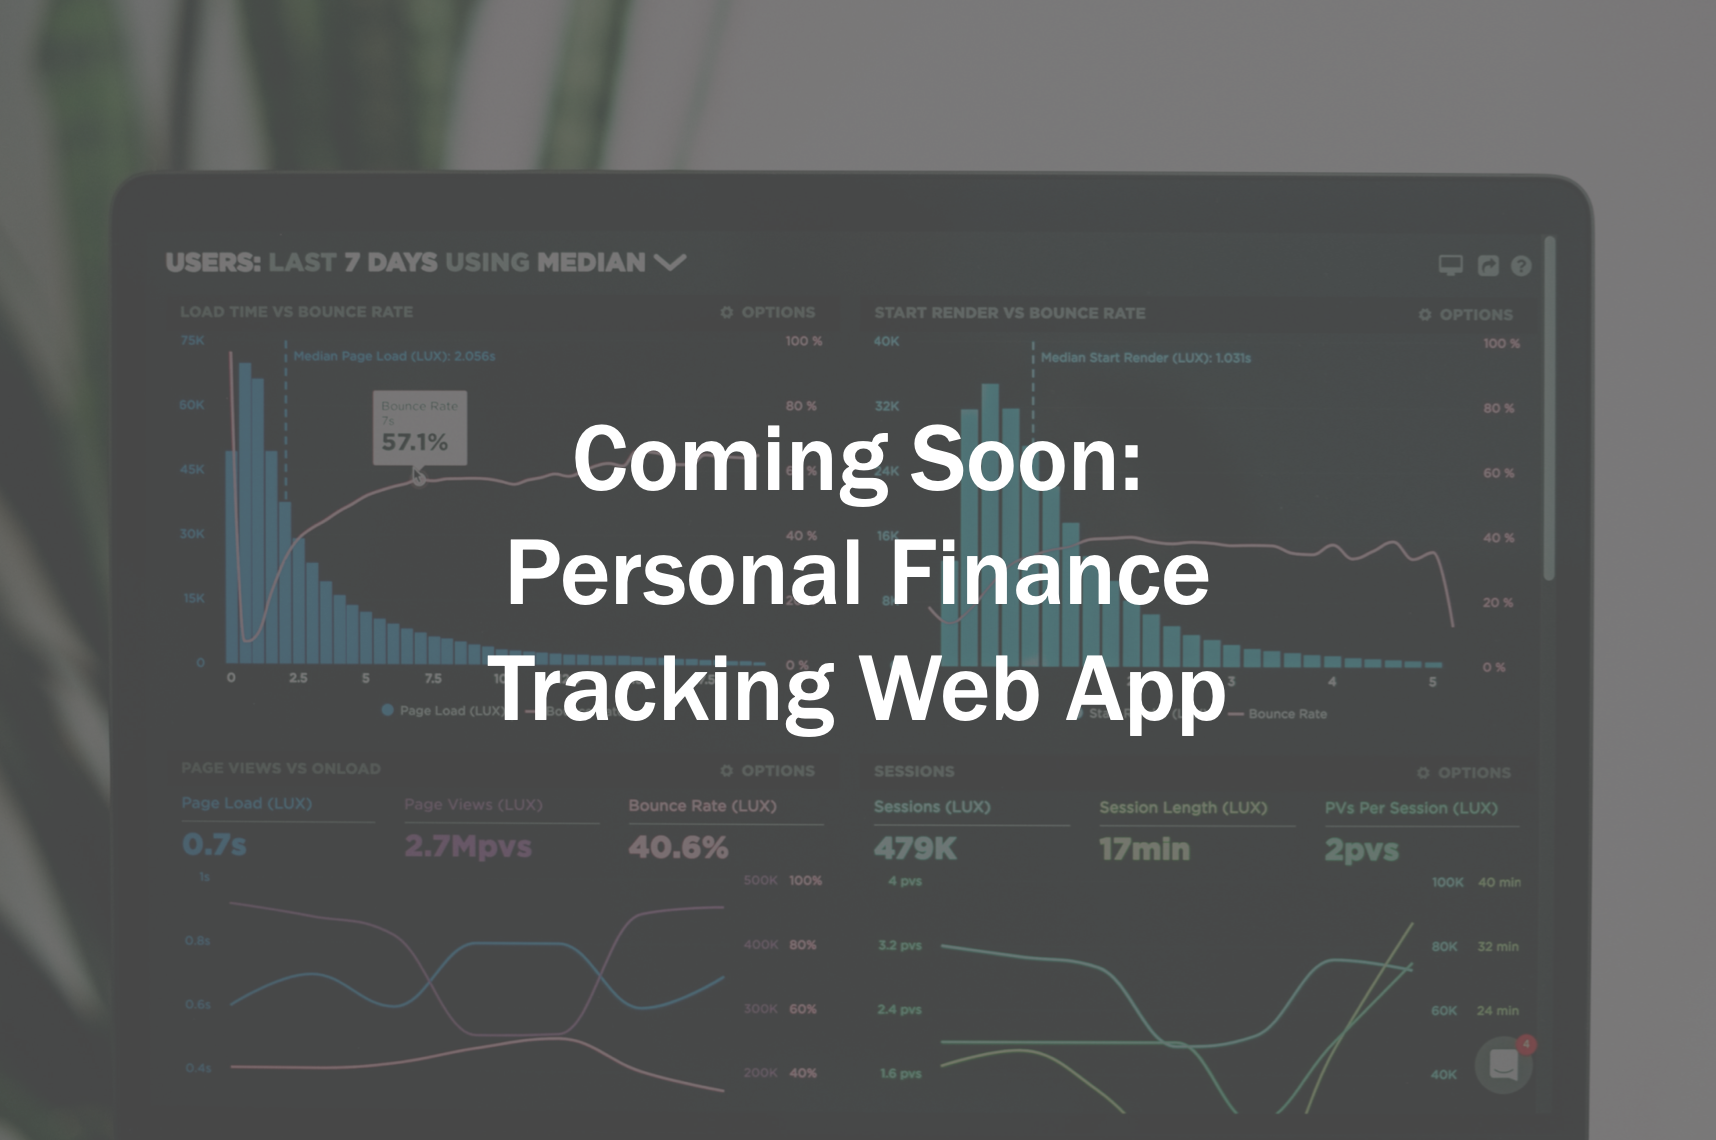 USERS: LAST 7 DAYS USING MEDIAN
LOAD TIME VS BOUNCE RATE
OPTIONS
75K
60K
45K
30K
15K
0
Median Page Load (LUX): 2.056s
Bounce Rate
7s
57.1%
100 %
80 %
40 %
0 %
0 2.5 5 7.5
Page Load (LUX)
START RENDER VS BOUNCE RATE
OPTIONS
40K
32K
24K
16K
8K
Median Start Render (LUX): 1.031s
100 %
80 %
60 %
40 %
20 %
0 %
3 4 5
Bounce Rate
Coming Soon:
Personal Finance
Tracking Web App
PAGE VIEWS VS ONLOAD
OPTIONS
Page Load (LUX) Page Views (LUX) Bounce Rate (LUX)
0.7s 2.7Mpvs 40.6%
1s 500K 100%
0.8s 400K 80%
0.6s 300K 60%
0.4s 200K 40%
SESSIONS
OPTIONS
Sessions (LUX) Session Length (LUX) PVs Per Session (LUX)
479K 17min 2pvs
4 pvs 100K 40 min
3.2 pvs 80K 32 min
2.4 pvs 60K 24 min
1.6 pvs 40K
4